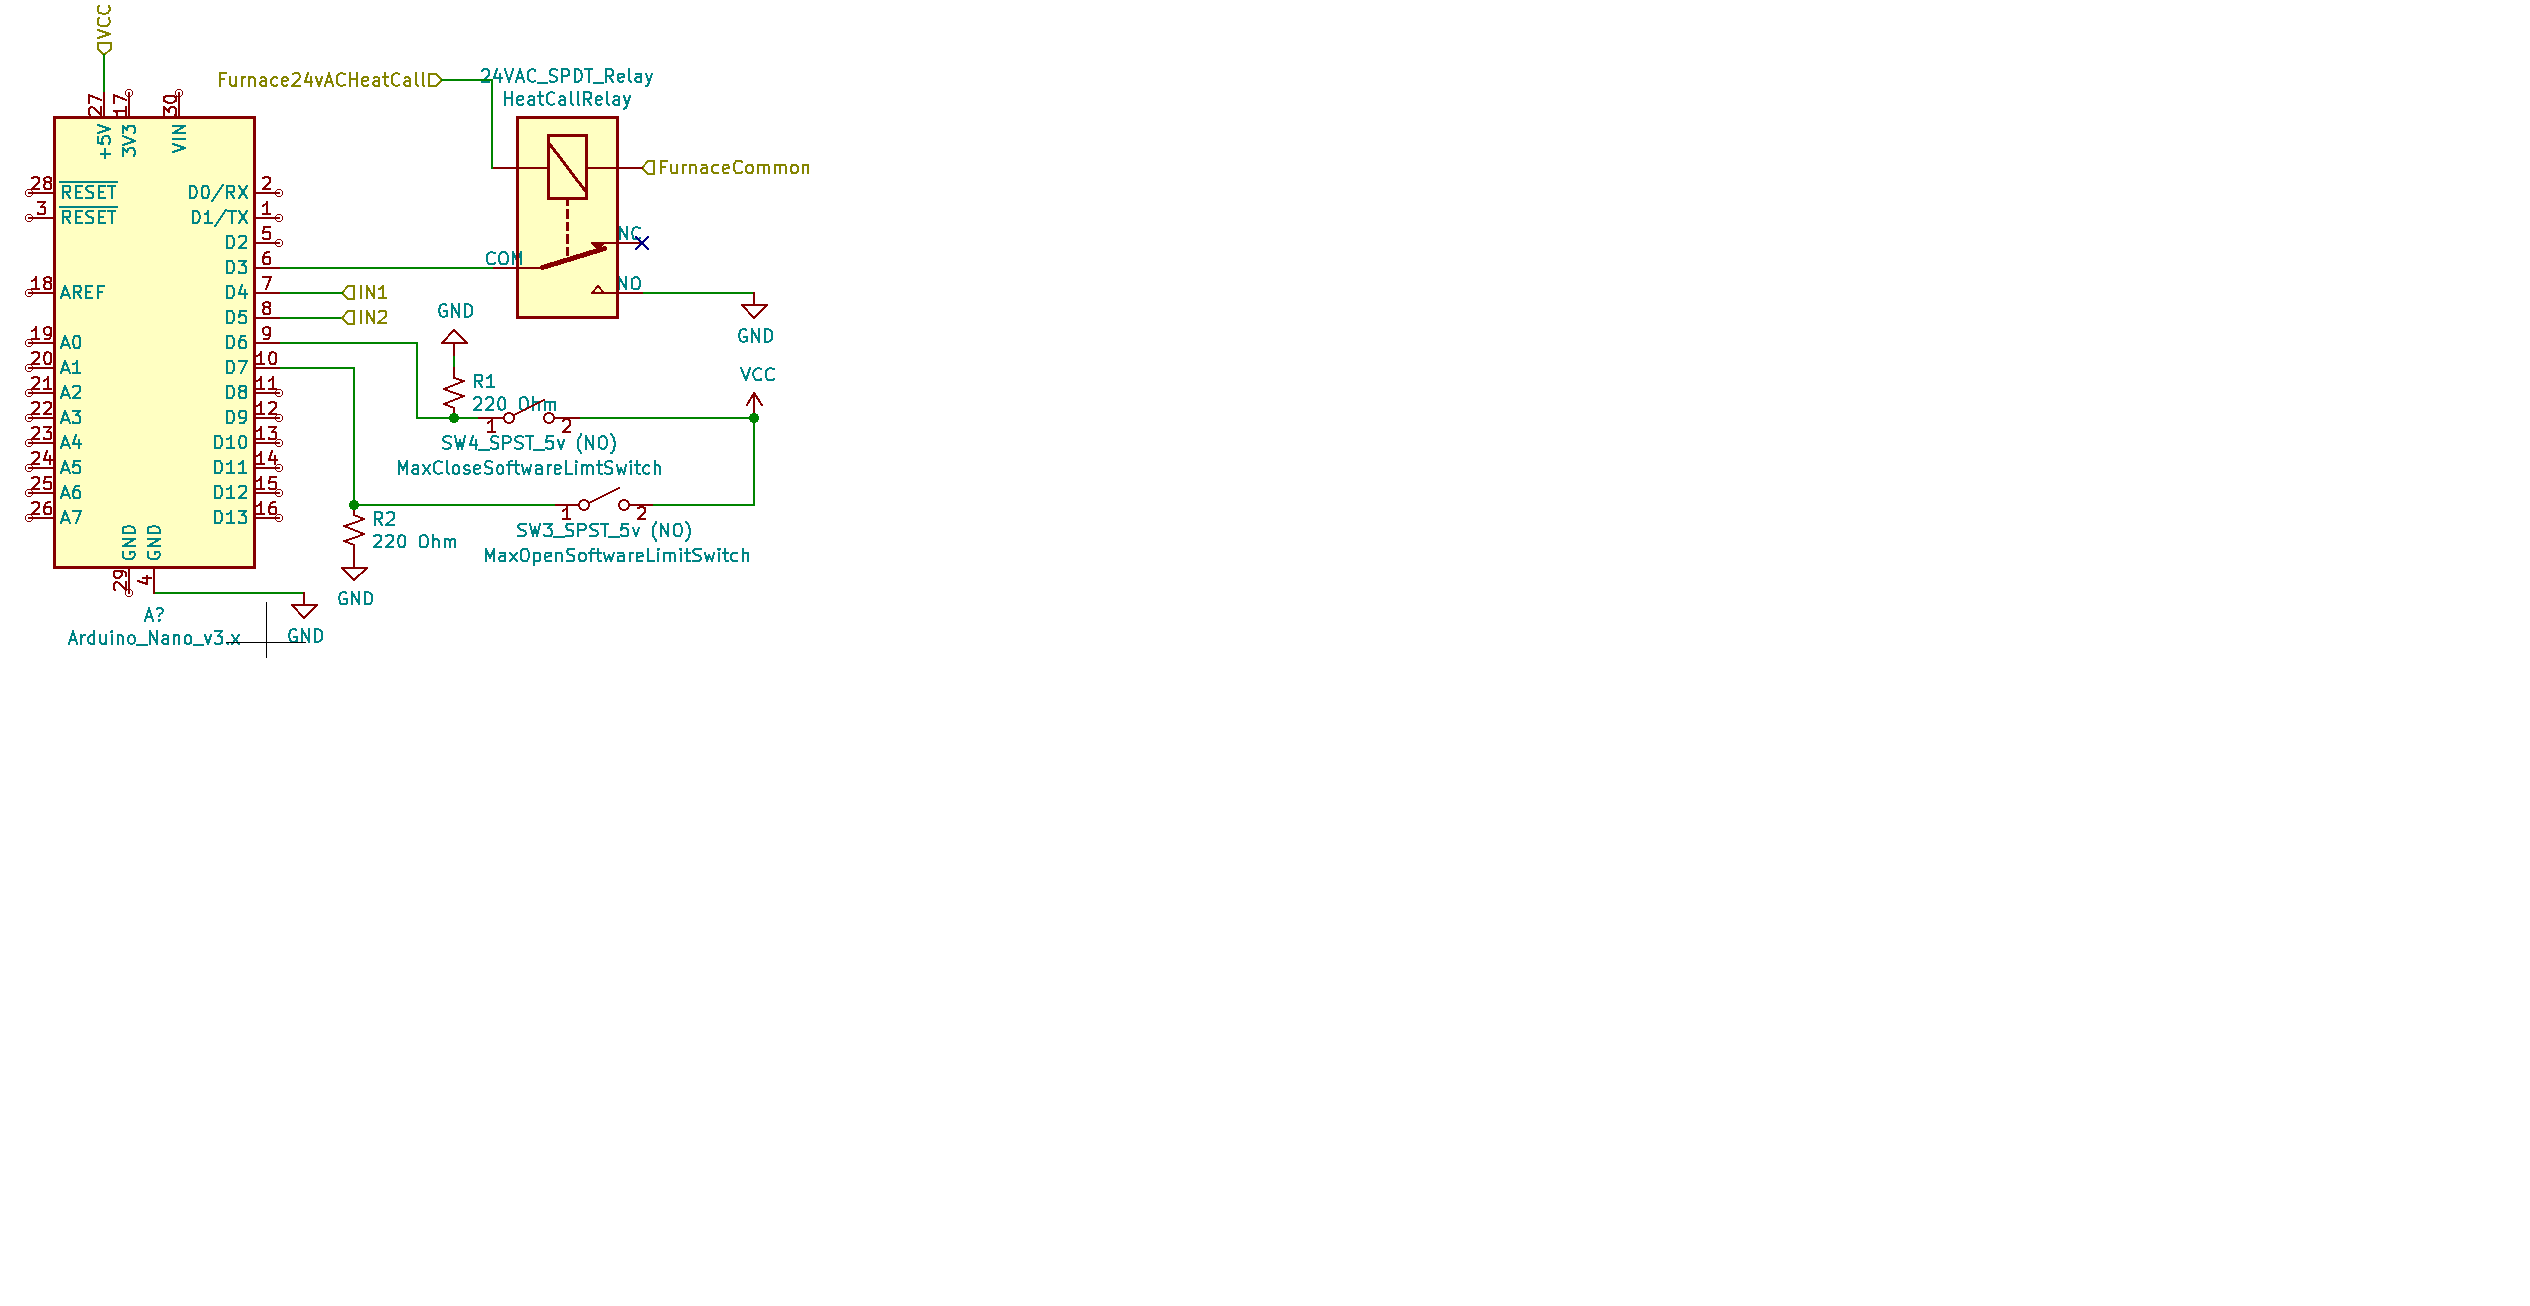 VCC
Furnace24vACHeatCall
24VAC_SPDT_Relay
HeatCallRelay
27
17
30
+5V
3V3
VIN
FurnaceCommon
28 RESET
3 RESET
18 AREF
19 A0
20 A1
21 A2
22 A3
23 A4
24 A5
25 A6
26 A7
D0/RX 2
D1/TX 1
D2 5
D3 6
D4 7
D5 8
D6 9
D7 10
D8 11
D9 12
D10 13
D11 14
D12 15
D13 16
IN1
IN2
COM
NC
NO
GND
GND
VCC
R1
220 Ohm
1 2
SW4_SPST_5v (NO)
MaxCloseSoftwareLimtSwitch
1 2
SW3_SPST_5v (NO)
MaxOpenSoftwareLimitSwitch
R2
220 Ohm
GND
GND
GND
29
4
GND
A?
Arduino_Nano_v3.x